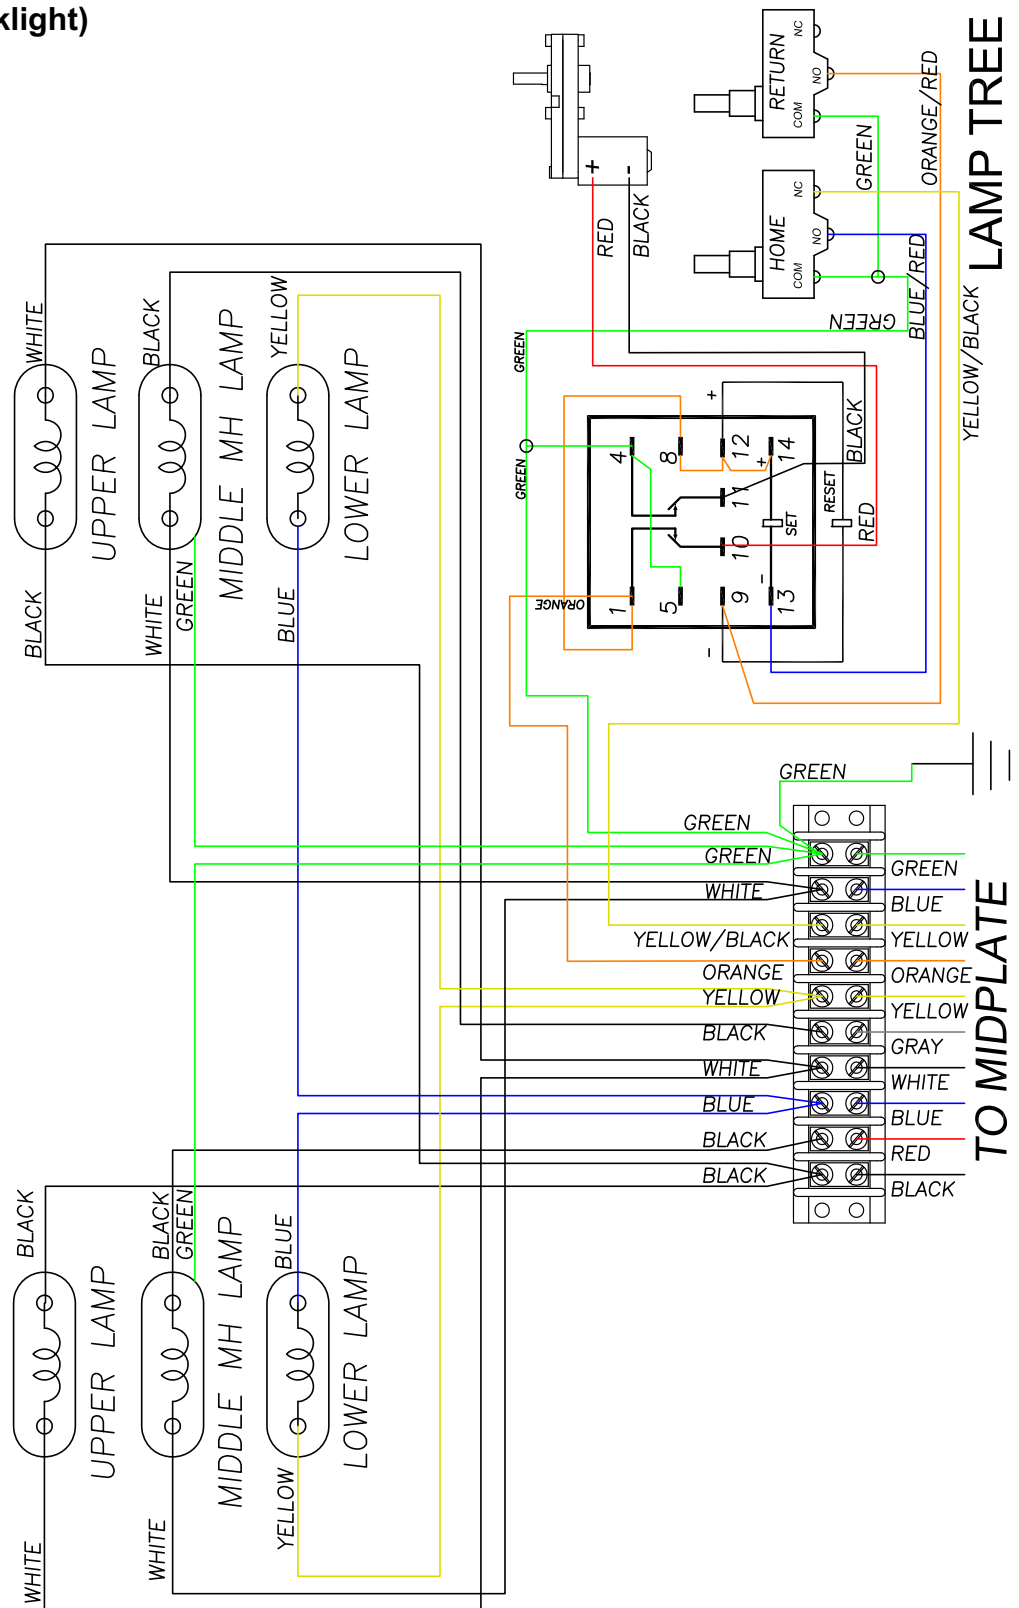 klight)
LAMP TREE
RETURN
NC
NO
COM
GREEN
ORANGE/RED
HOME
NC
NO
COM
GREEN
BLUE/RED
YELLOW/BLACK
+
-
RED
BLACK
GREEN
GREEN
BLACK
RED
+
4
8
12
14
+
11
10
SET
RESET
1
5
9
13
-
-
ORANGE
WHITE
BLACK
YELLOW
UPPER LAMP
MIDDLE MH LAMP
LOWER LAMP
BLACK
WHITE
GREEN
BLUE
GREEN
GREEN
GREEN
WHITE
YELLOW/BLACK
ORANGE
YELLOW
BLACK
WHITE
BLUE
BLACK
BLACK
GREEN
BLUE
YELLOW
ORANGE
YELLOW
GRAY
WHITE
BLUE
RED
BLACK
TO MIDPLATE
BLACK
BLACK
GREEN
BLUE
UPPER LAMP
MIDDLE MH LAMP
LOWER LAMP
WHITE
WHITE
YELLOW